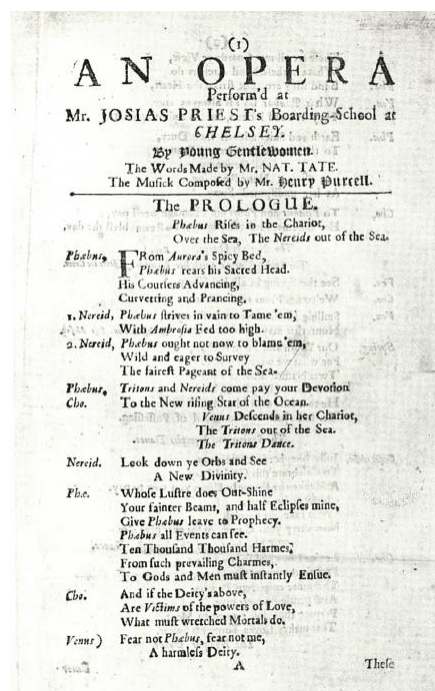 (1)
AN OPERA
Perform'd at
Mr. JOSIAS PRIEST's Boarding-School at
CHELSEY.
By Young Gentlewomen.
The Words Made by Mr. NAT. TATE.
The Musick Composed by Mr. Henry Purcell.
The PROLOGUE.
Phœbus Rises in the Chariot,
Over the Sea, The Nereids out of the Sea.
Phœbus, FRom Aurora's Spicy Bed,
Phœbus rears his Sacred Head.
His Coursers Advancing,
Curvetting and Prancing.
1. Nereid, Phœbus strives in vain to Tame 'em,
With Ambrosia Fed too high.
2. Nereid, Phœbus ought not now to blame 'em,
Wild and eager to Survey
The fairest Pageant of the Sea.
Phœbus, Tritons and Nereids come pay your Devotion
Cho. To the New rising Star of the Ocean.
Venus Descends in her Chariot,
The Tritons out of the Sea.
The Tritons Dance.
Nereid. Look down ye Orbs and See
A New Divinity.
Phœ. Whose Lustre does Out-Shine
Your fainter Beams, and half Eclipses mine,
Give Phœbus leave to Prophecy.
Phœbus all Events can see.
Ten Thousand Thousand Harmes,
From such prevailing Charmes,
To Gods and Men must instantly Ensue.
Cho. And if the Deity's above,
Are Victims of the powers of Love,
What must wretched Mortals do.
Venus) Fear not Phœbus, fear not me,
A harmless Deity.
A These